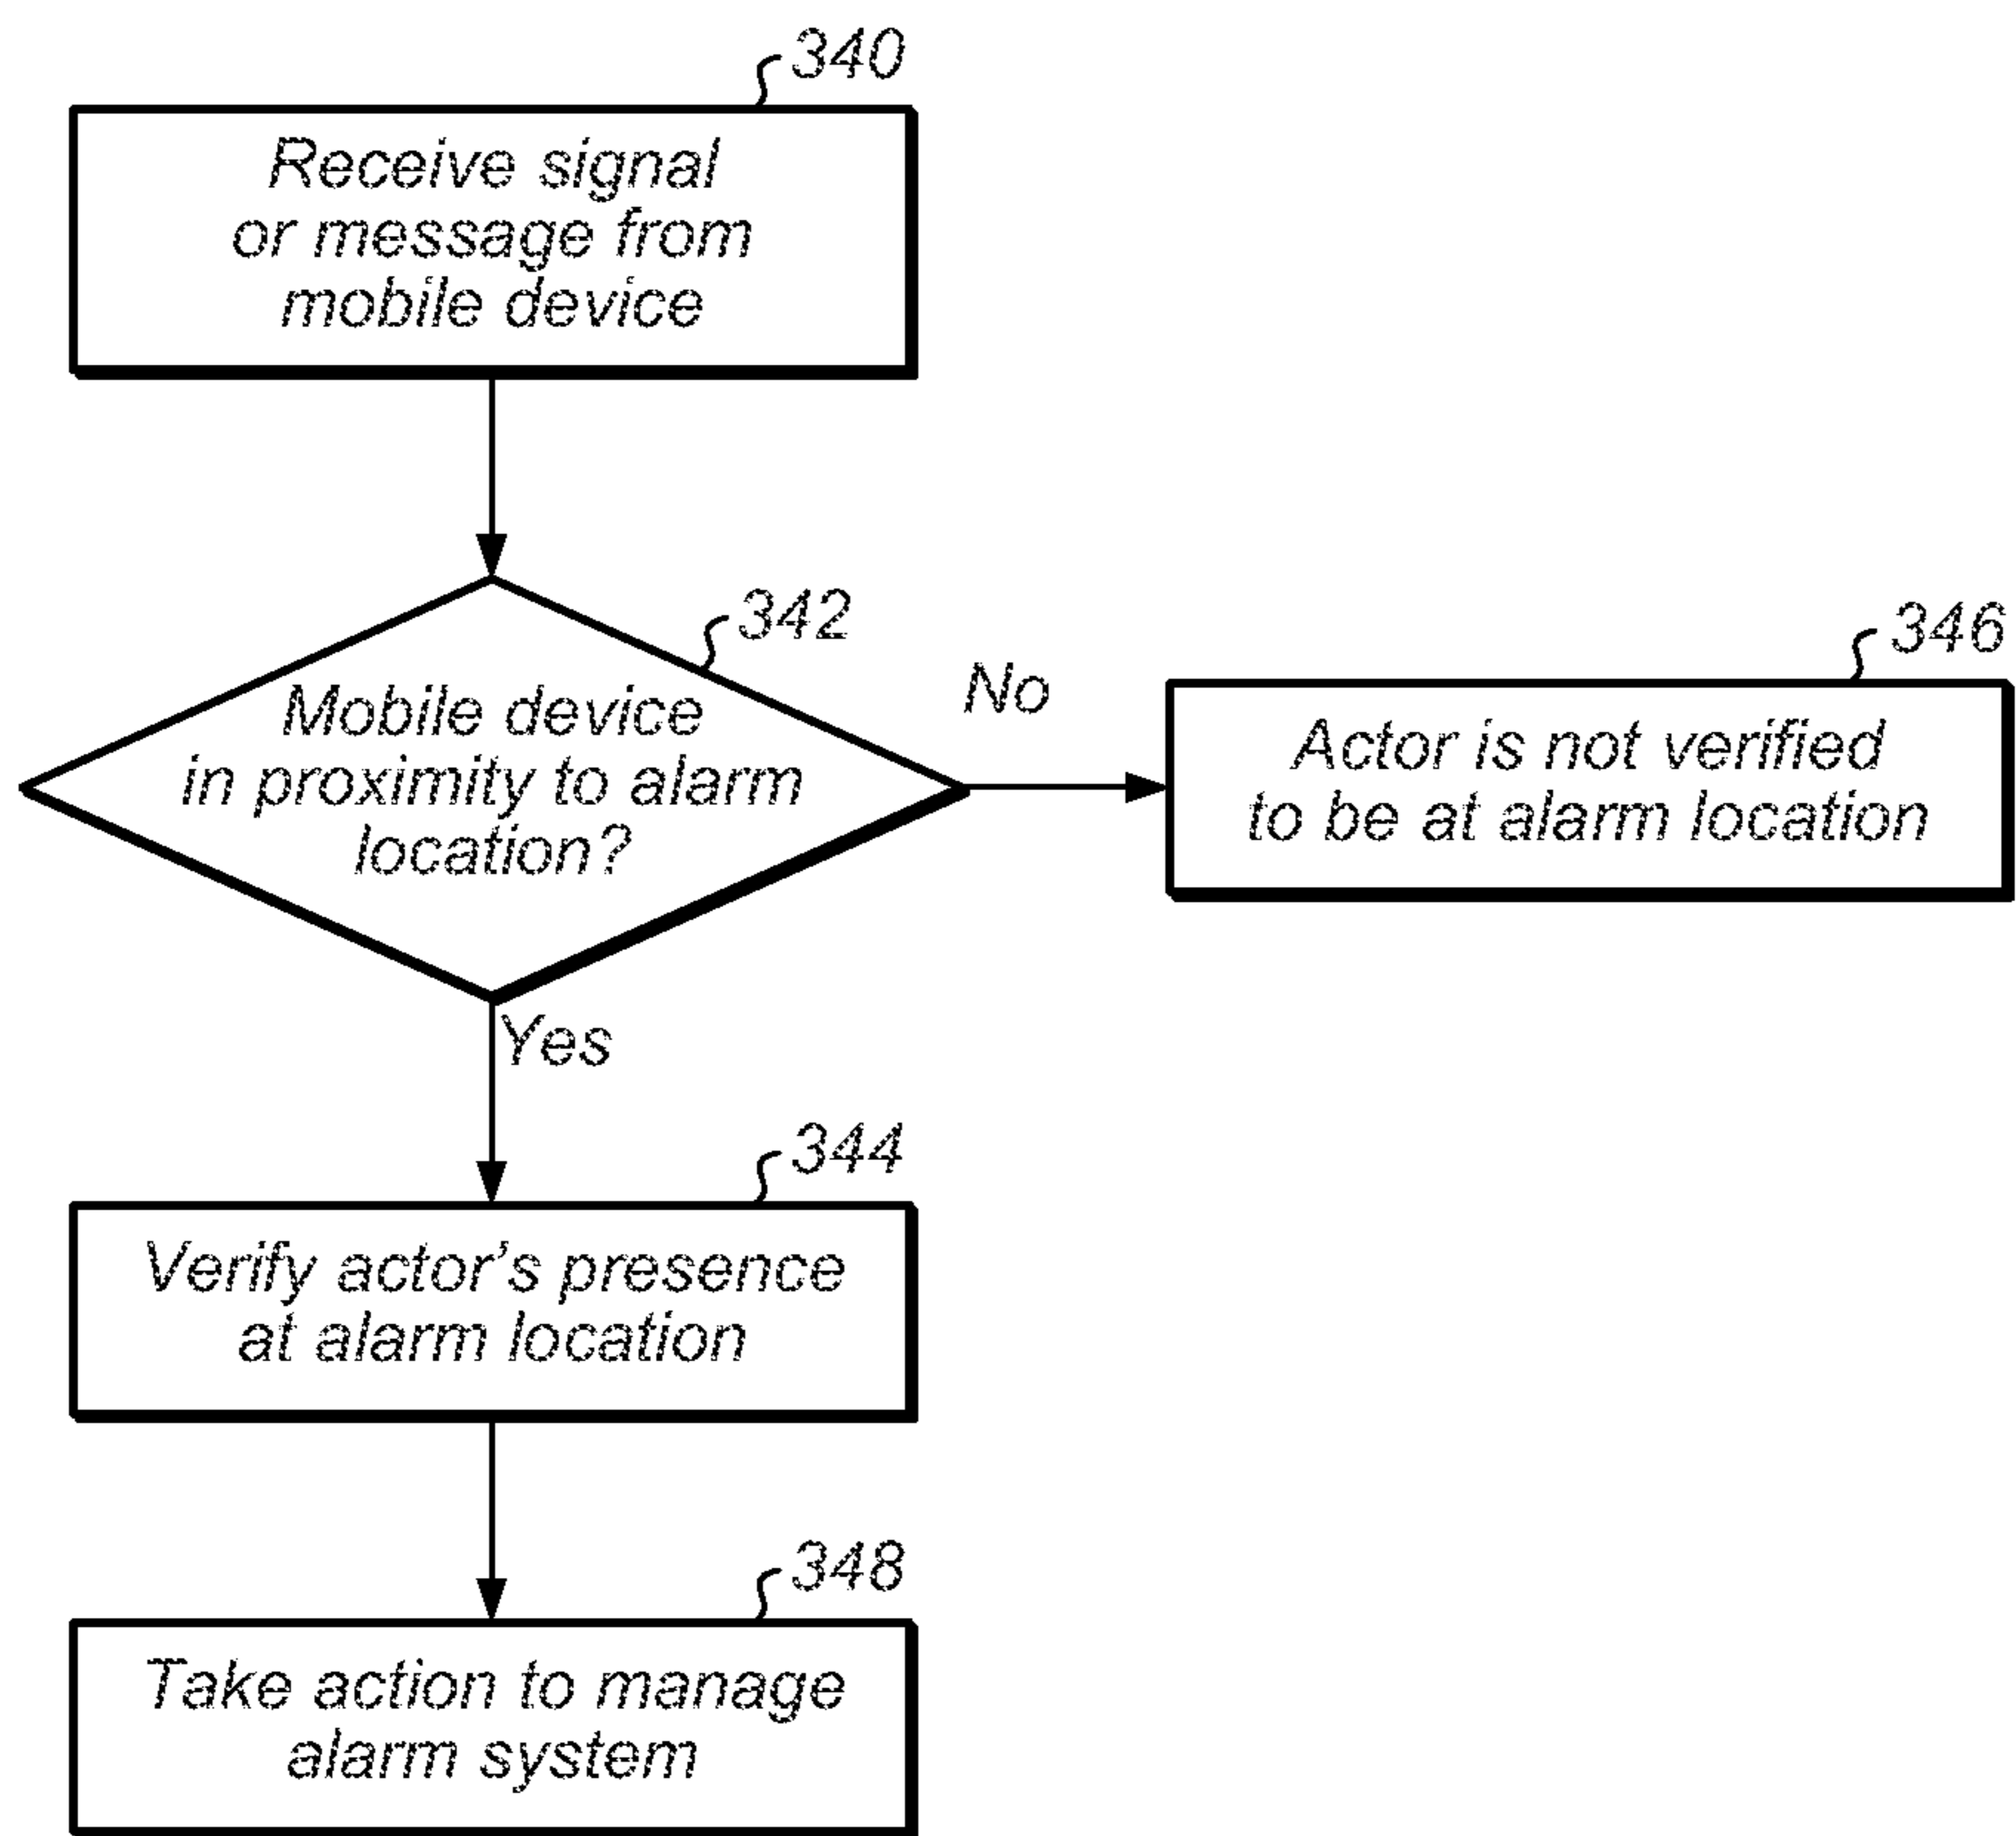 340
Receive signal
or message from
mobile device
342
Mobile device
in proximity to alarm
location?
No
346
Actor is not verified
to be at alarm location
Yes
344
Verify actor's presence
at alarm location
348
Take action to manage
alarm system